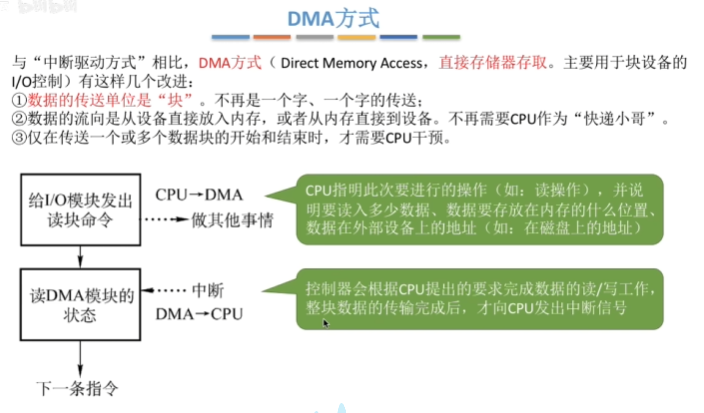 DMA方式
与“中断驱动方式”相比，DMA方式（ Direct Memory Access，直接存储器存取。主要用于块设备的
I/O控制）有这样几个改进：
①数据的传送单位是“块”。不再是一个字、一个字的传送；
②数据的流向是从设备直接放入内存，或者从内存直接到设备。不再需要CPU作为“快递小哥”。
③仅在传送一个或多个数据块的开始和结束时，才需要CPU干预。
给I/O模块发出
读块命令
CPU→DMA
做其他事情
CPU指明此次要进行的操作（如：读操作），并说
明要读入多少数据、数据要存放在内存的什么位置、
数据在外部设备上的地址（如：在磁盘上的地址）
读DMA模块的
状态
中断
DMA→CPU
控制器会根据CPU提出的要求完成数据的读/写工作，
整块数据的传输完成后，才向CPU发出中断信号
下一条指令